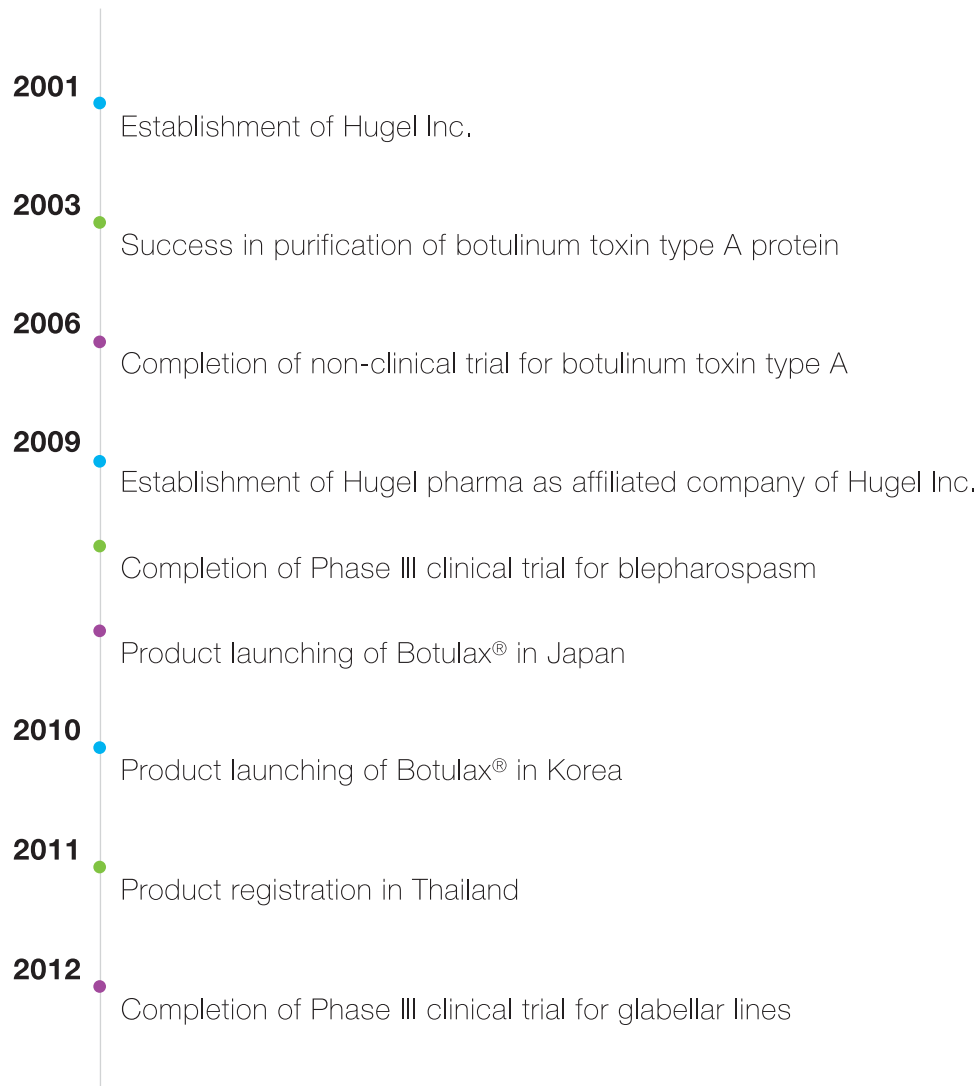 2001
Establishment of Hugel Inc.
2003
Success in purification of botulinum toxin type A protein
2006
Completion of non-clinical trial for botulinum toxin type A
2009
Establishment of Hugel pharma as affiliated company of Hugel Inc.
Completion of Phase III clinical trial for blepharospasm
Product launching of Botulax® in Japan
2010
Product launching of Botulax® in Korea
2011
Product registration in Thailand
2012
Completion of Phase III clinical trial for glabellar lines